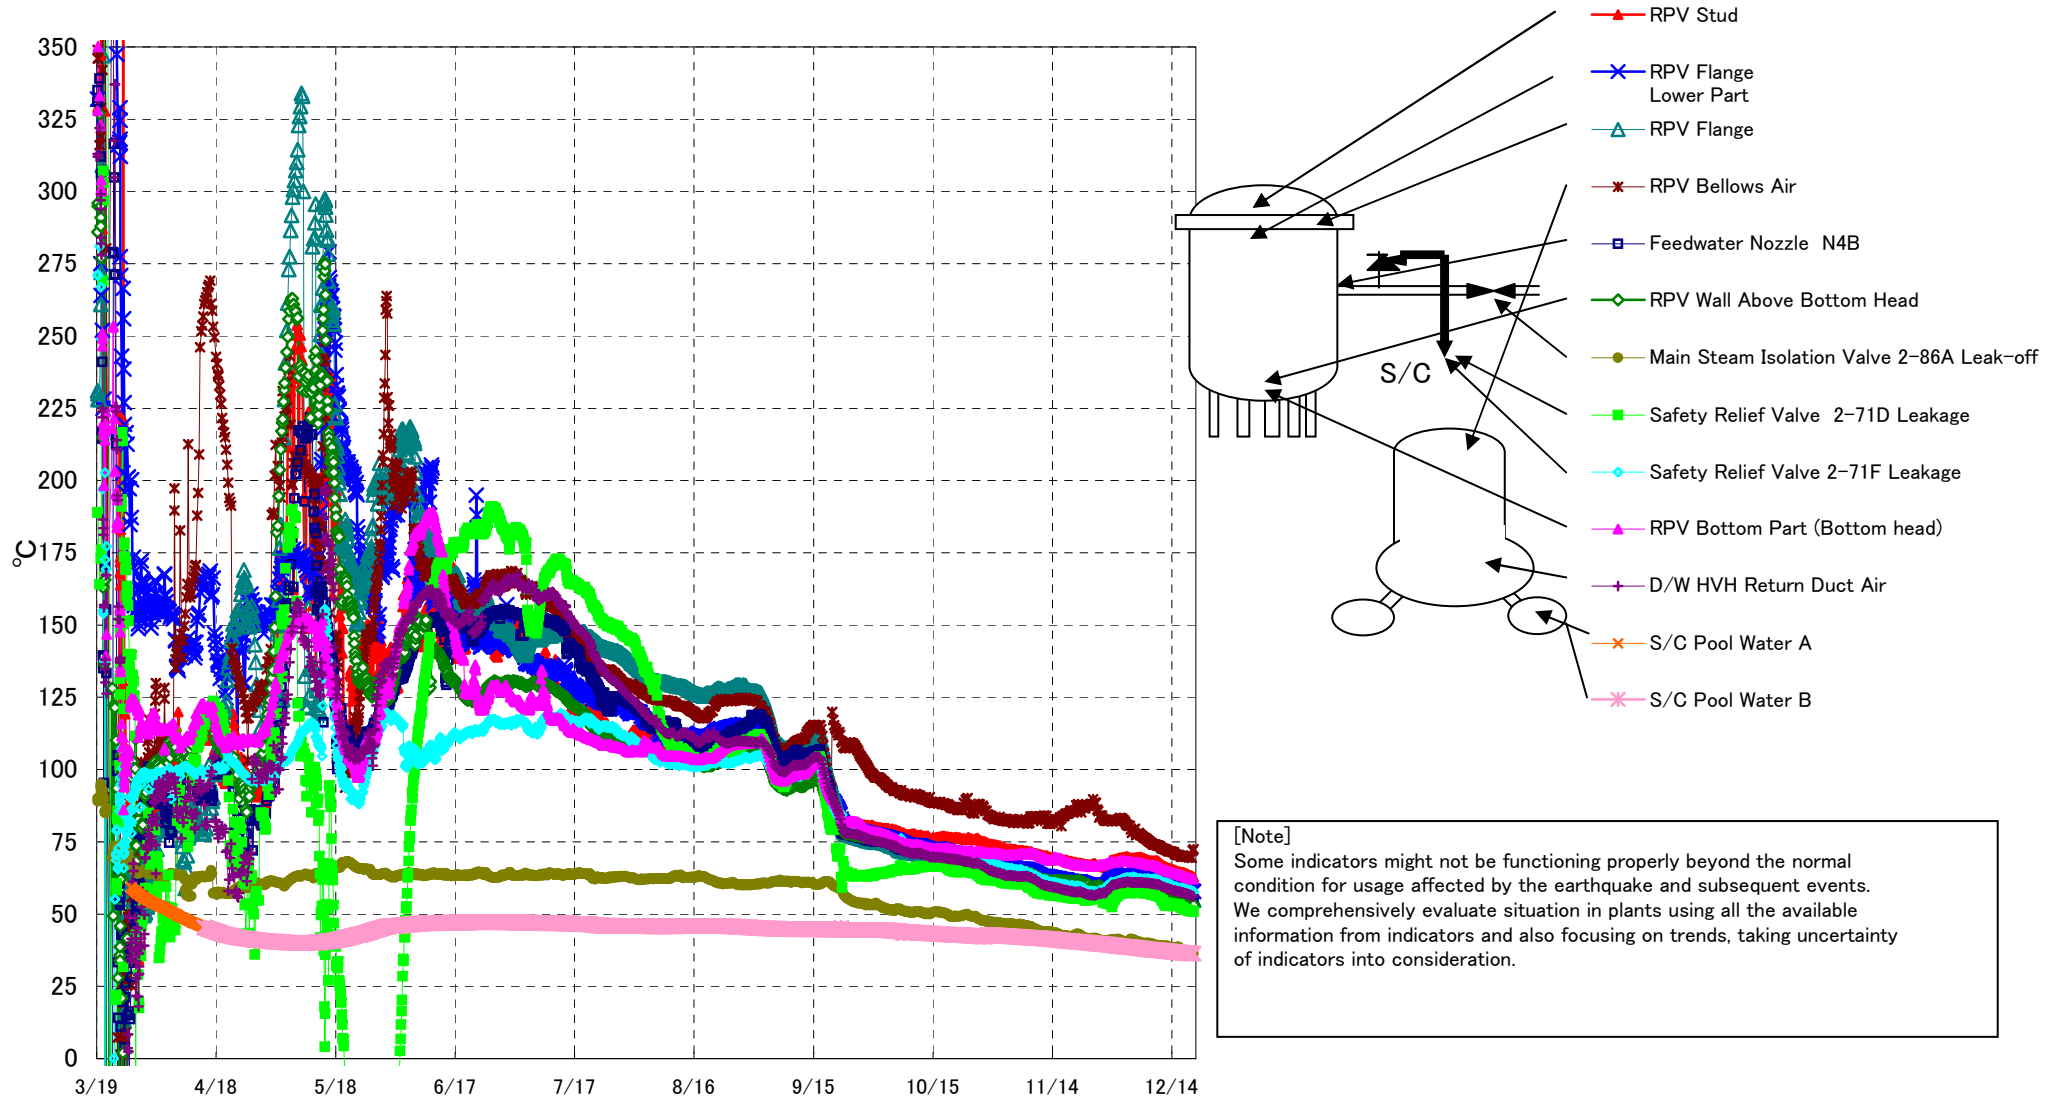 350
325
300
275
250
225
200
175
150
125
100
75
50
25
0
℃
3/19
4/18
5/18
6/17
7/17
8/16
9/15
10/15
11/14
12/14
RPV Stud
RPV Flange
Lower Part
RPV Flange
RPV Bellows Air
Feedwater Nozzle N4B
RPV Wall Above Bottom Head
Main Steam Isolation Valve 2-86A Leak-off
Safety Relief Valve 2-71D Leakage
Safety Relief Valve 2-71F Leakage
RPV Bottom Part (Bottom head)
D/W HVH Return Duct Air
S/C Pool Water A
S/C Pool Water B
S/C
[Note]
Some indicators might not be functioning properly beyond the normal
condition for usage affected by the earthquake and subsequent events.
We comprehensively evaluate situation in plants using all the available
information from indicators and also focusing on trends, taking uncertainty
of indicators into consideration.